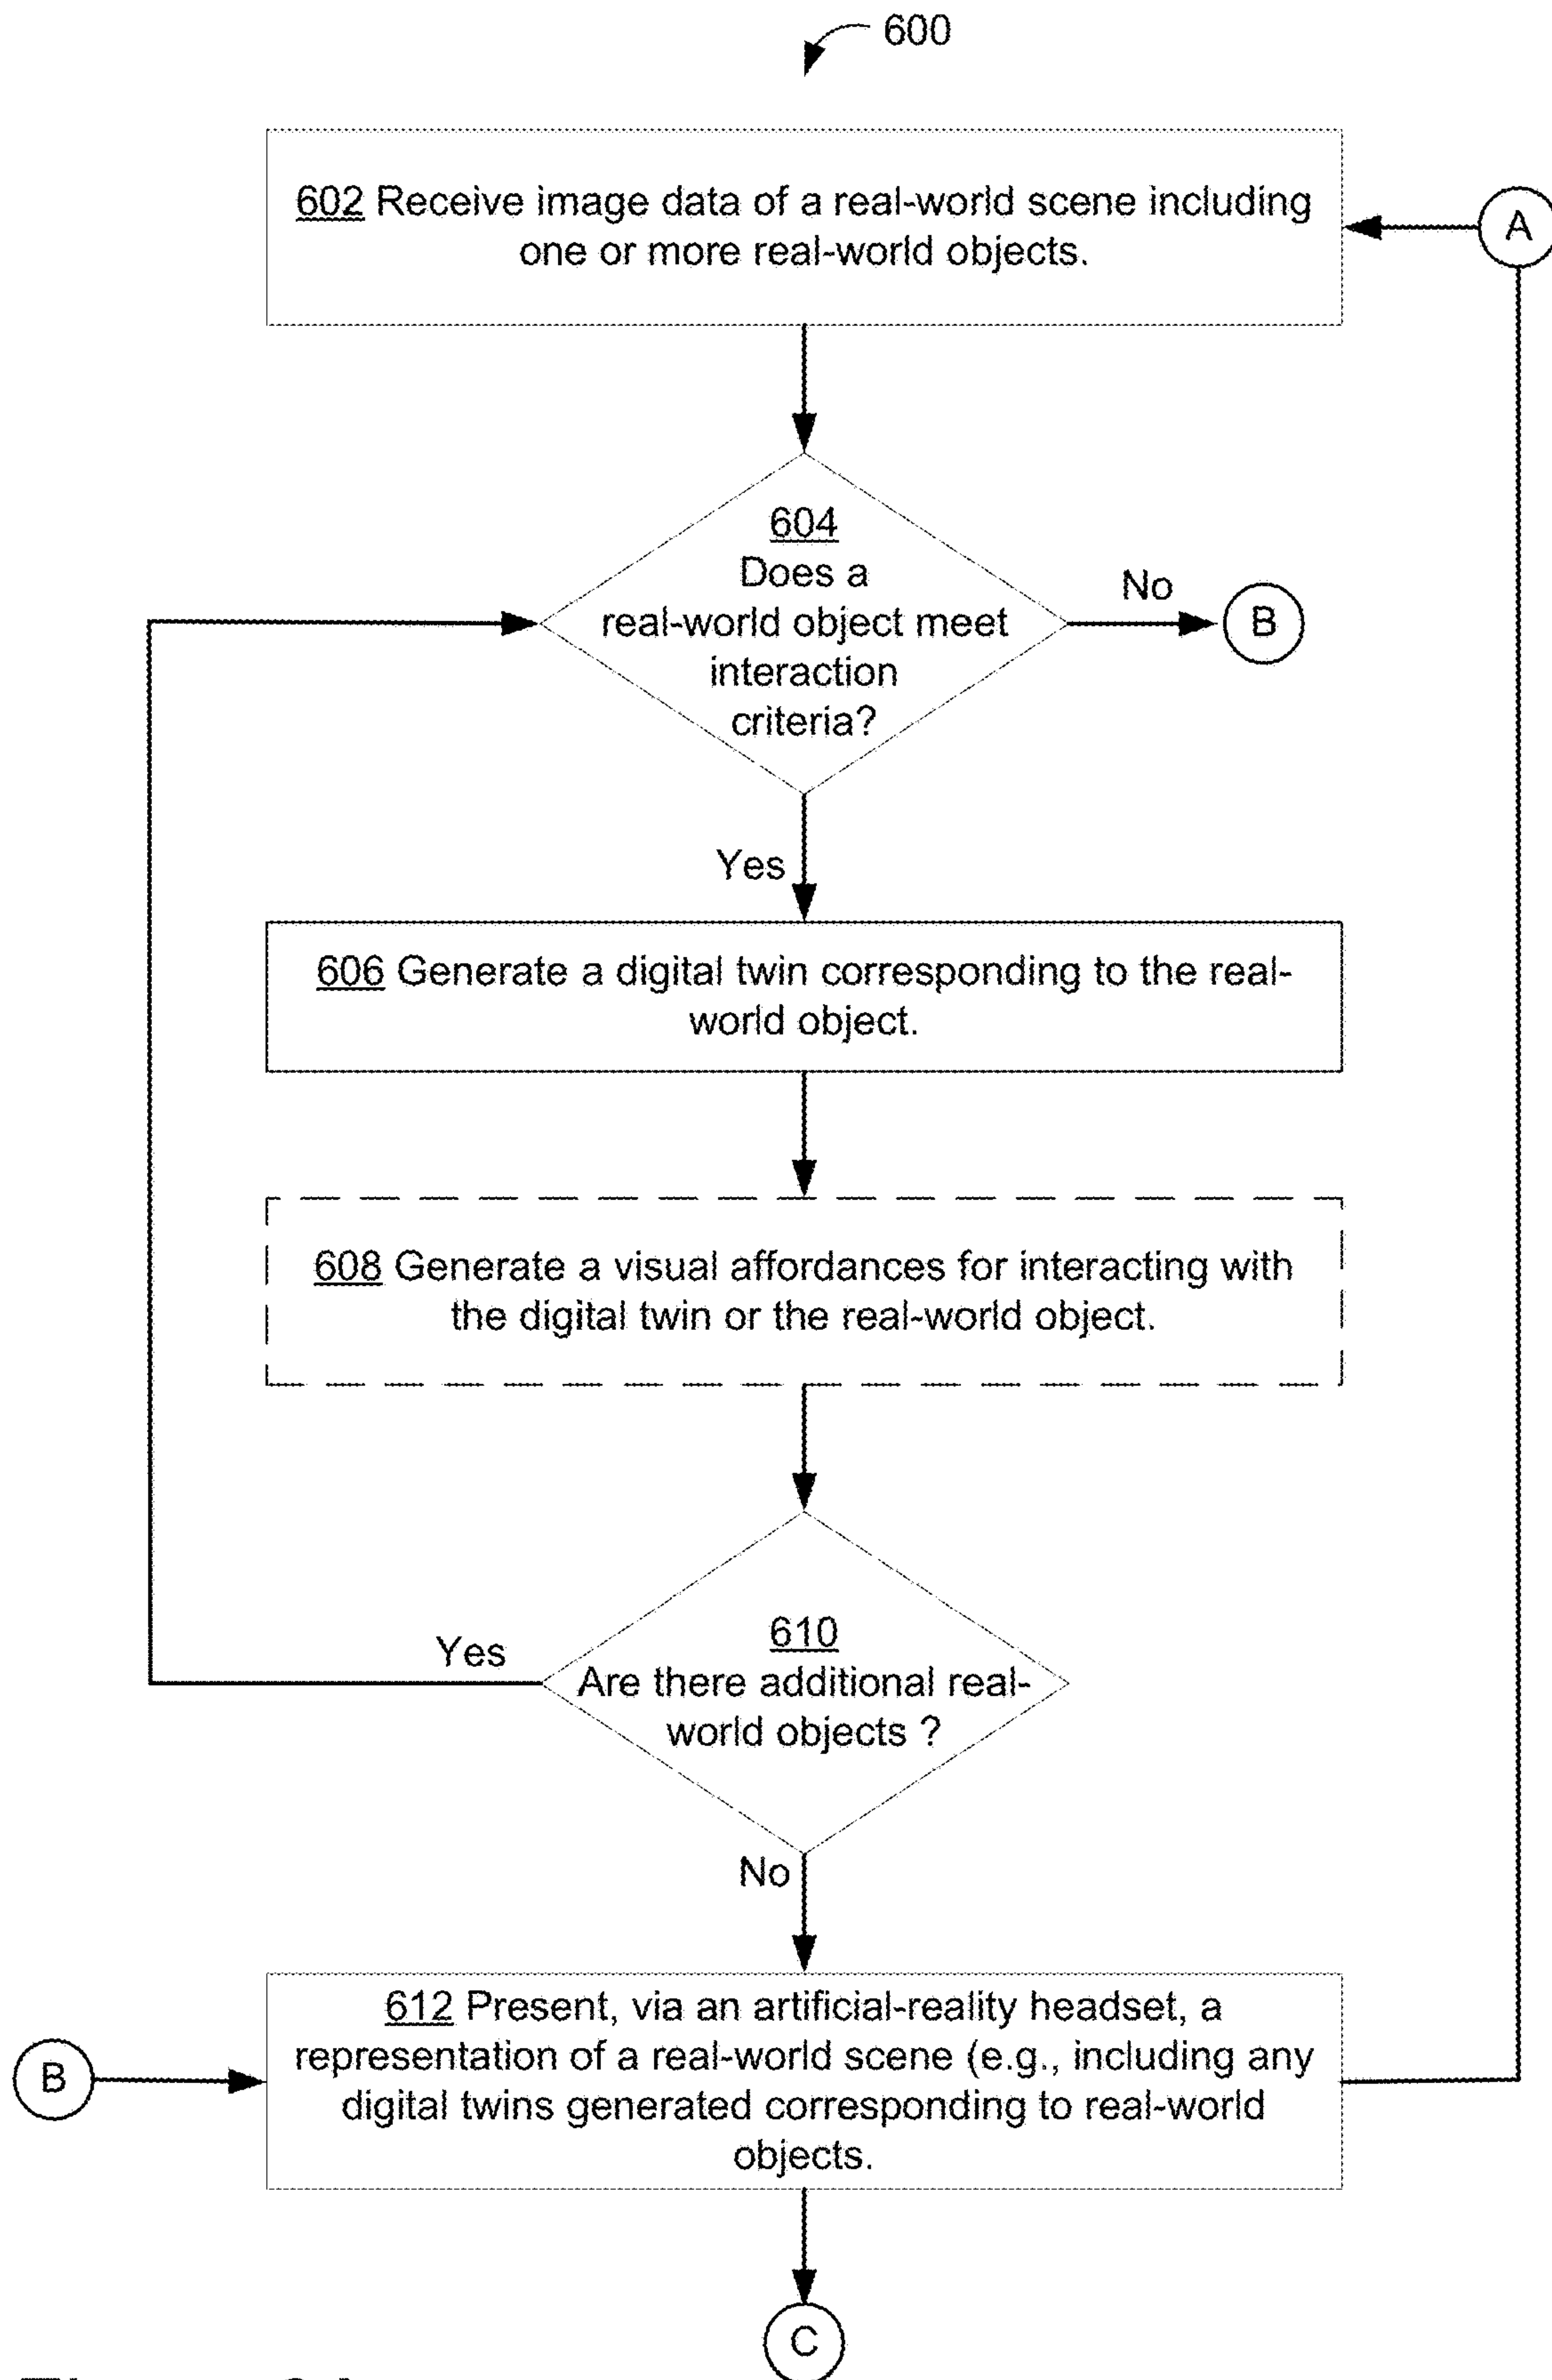 600
602 Receive image data of a real-world scene including
one or more real-world objects.
A
604
Does a
real-world object meet
interaction
criteria?
No
B
Yes
606 Generate a digital twin corresponding to the real-
world object.
608 Generate a visual affordances for interacting with
the digital twin or the real-world object.
Yes
610
Are there additional real-
world objects ?
No
612 Present, via an artificial-reality headset, a
representation of a real-world scene (e.g., including any
digital twins generated corresponding to real-world
objects.
B
C